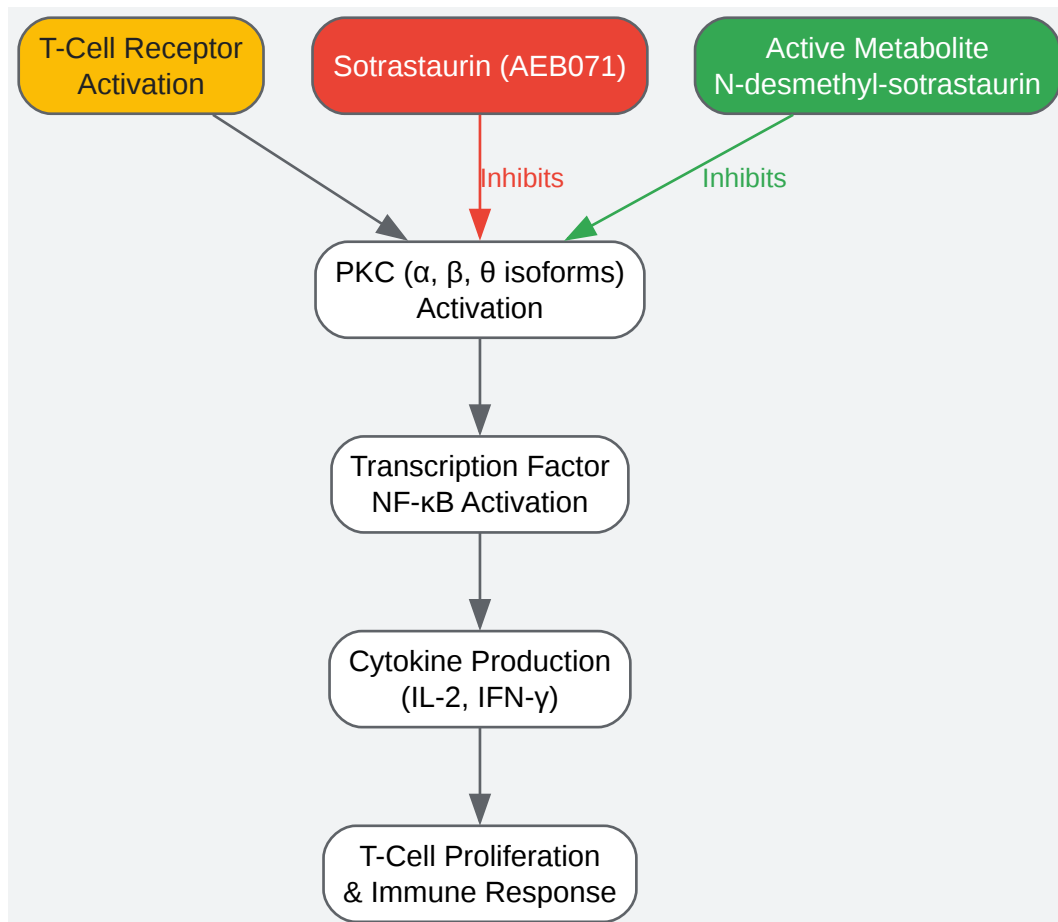 T-Cell Receptor
Activation
Sotrastaurin (AEB071)
Active Metabolite
N-desmethyl-sotrastaurin
Inhibits
Inhibits
PKC (α, β, θ isoforms)
Activation
Transcription Factor
NF-κB Activation
Cytokine Production
(IL-2, IFN-γ)
T-Cell Proliferation
& Immune Response